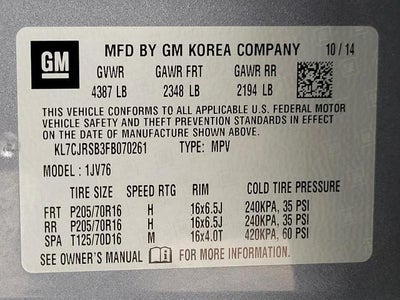 GM MFD BY GM KOREA COMPANY 10/14
GVWR GAWR FRT GAWR RR
4387 LB 2348 LB 2194 LB
THIS VEHICLE CONFORMS TO ALL APPLICABLE U.S. FEDERAL MOTOR
VEHICLE SAFETY AND THEFT PREVENTION STANDARDS IN EFFECT
ON THE DATE OF MANUFACTURE SHOWN ABOVE.
KL7CJRSB3FB070261 TYPE: MPV
MODEL: 1JV76
TIRE SIZE SPEED RTG RIM COLD TIRE PRESSURE
FRT P205/70R16 H 16x6.5J 240KPA, 35 PSI
RR P205/70R16 H 16x6.5J 240KPA, 35 PSI
SPA T125/70D16 M 16x4.0T 420KPA, 60 PSI
SEE OWNER'S MANUAL FOR MORE INFORMATION.